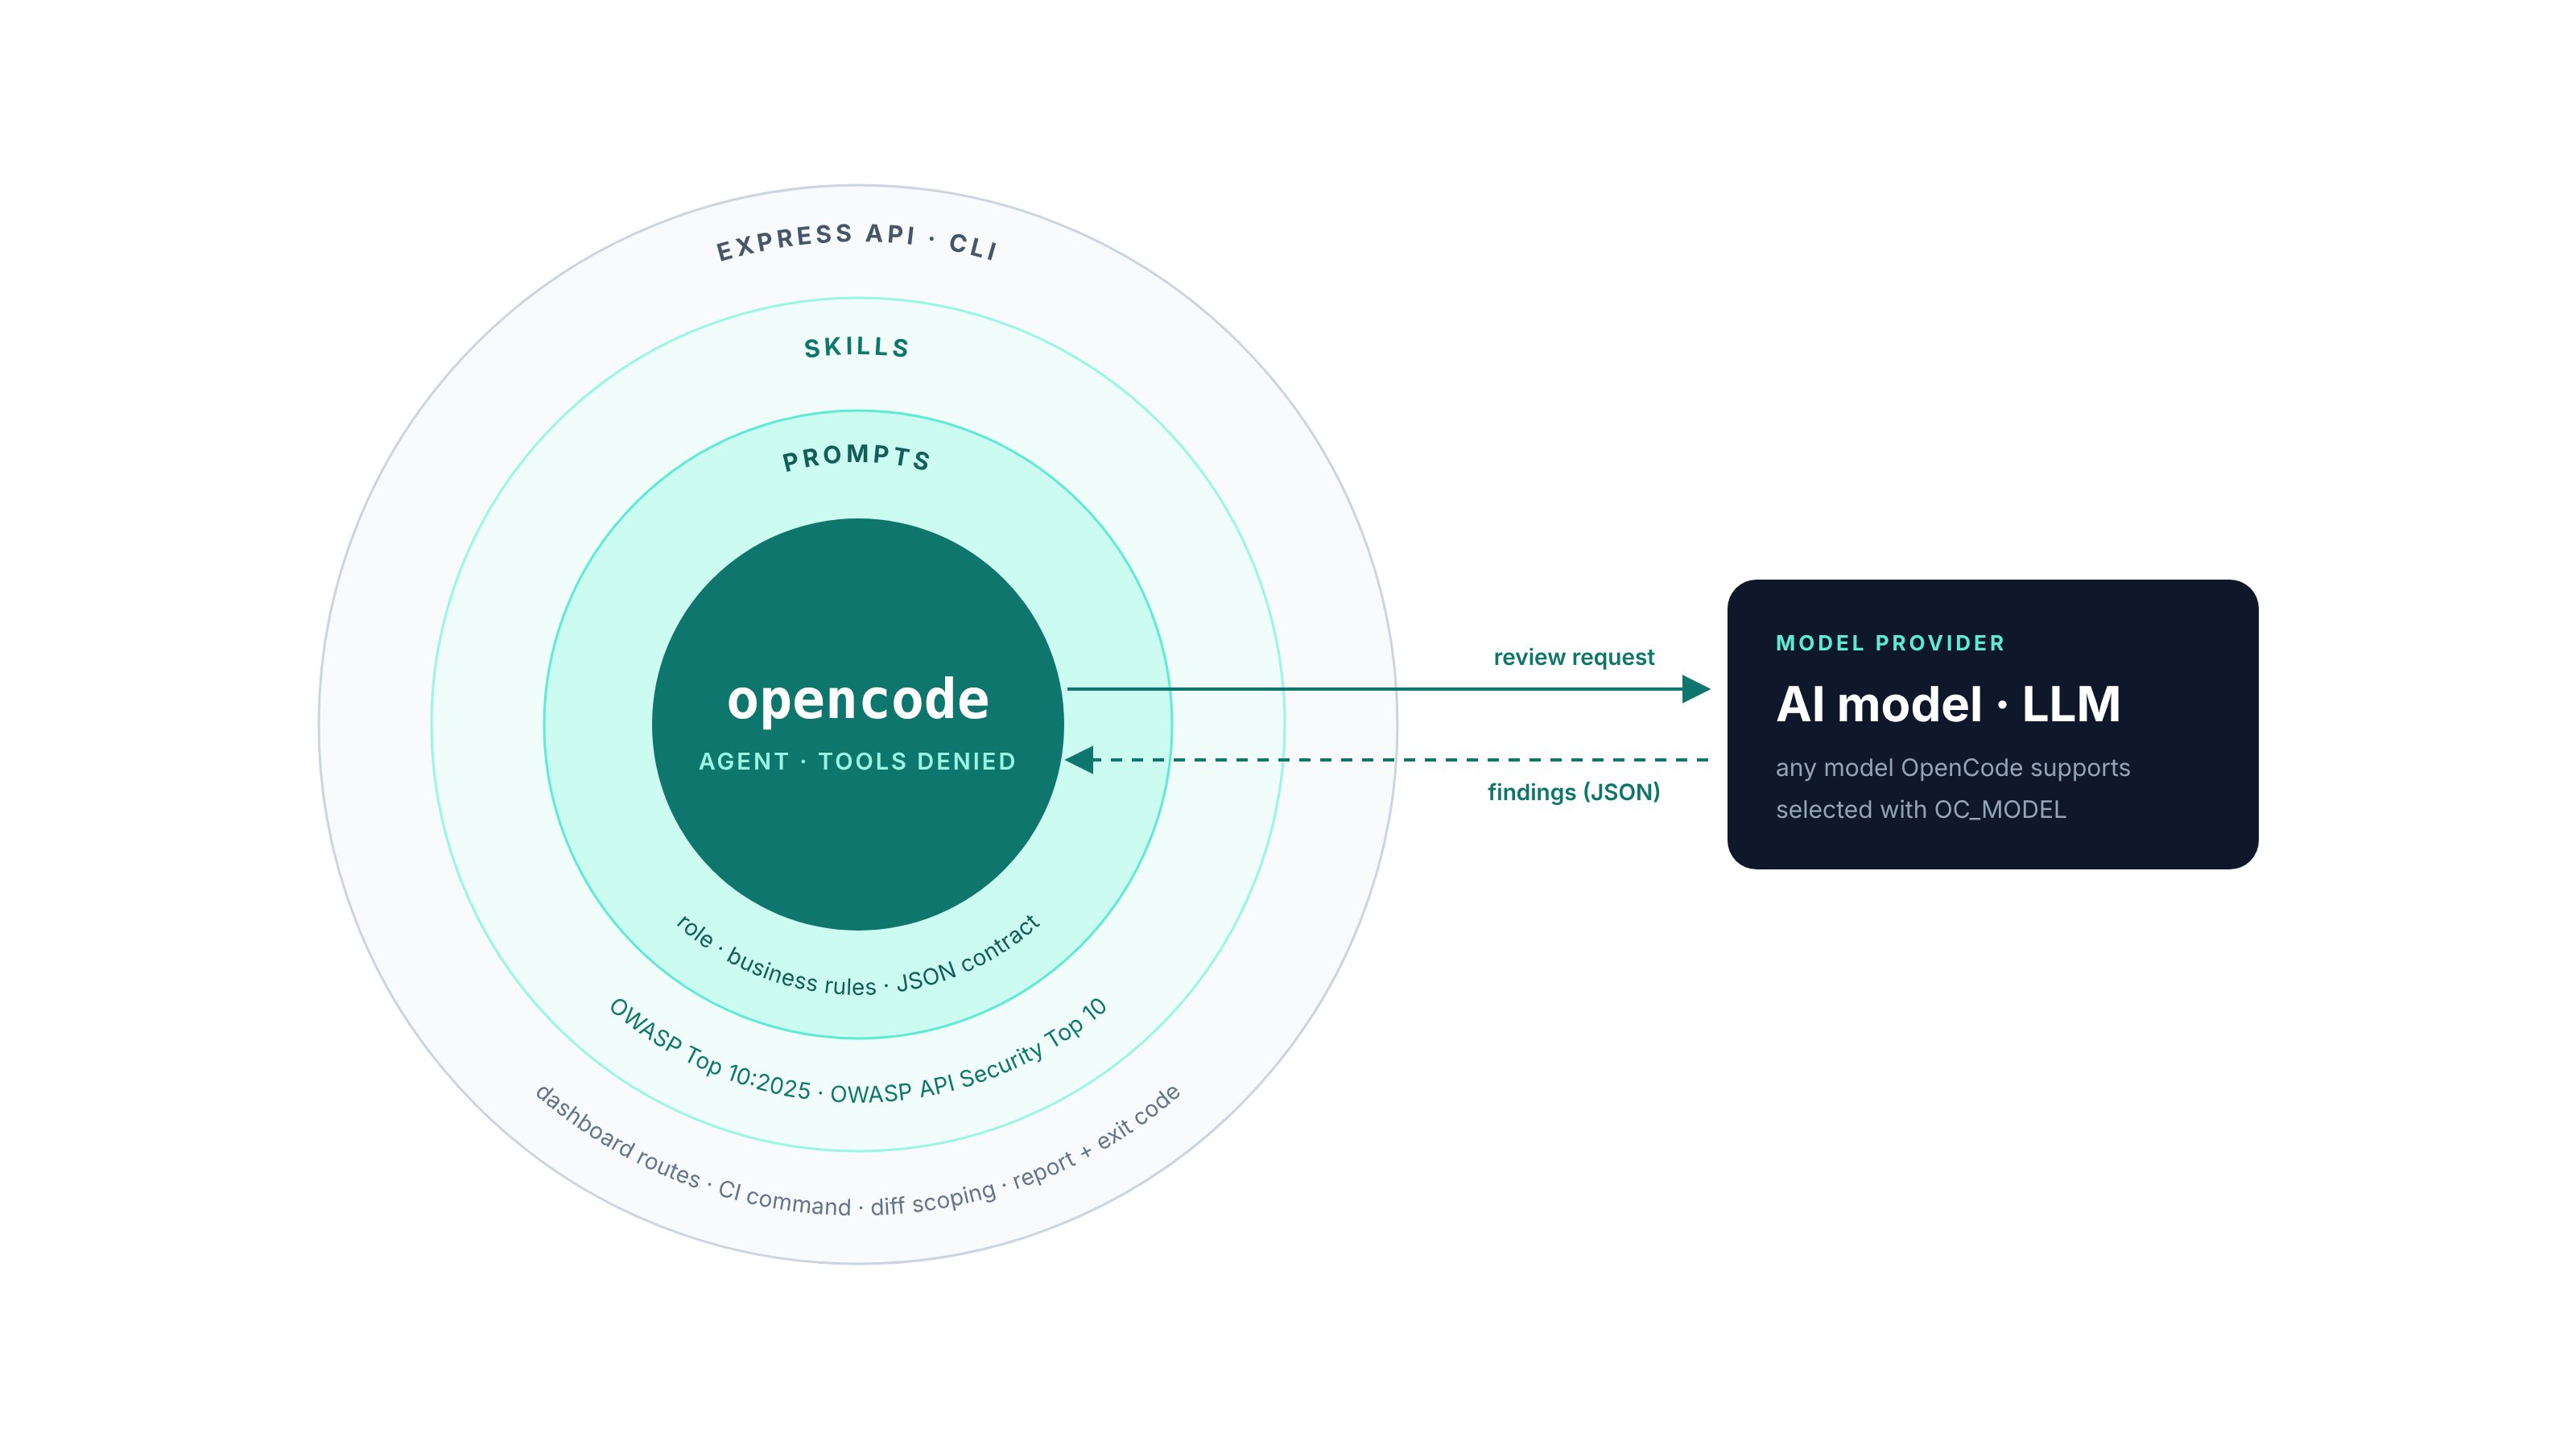 EXPRESS API · CLI
SKILLS
PROMPTS
opencode
AGENT · TOOLS DENIED
role · business rules · JSON contract
OWASP Top 10:2025 · OWASP API Security Top 10
dashboard routes · CI command · diff scoping · report + exit code
review request
findings (JSON)
MODEL PROVIDER
AI model · LLM
any model OpenCode supports
selected with OC_MODEL